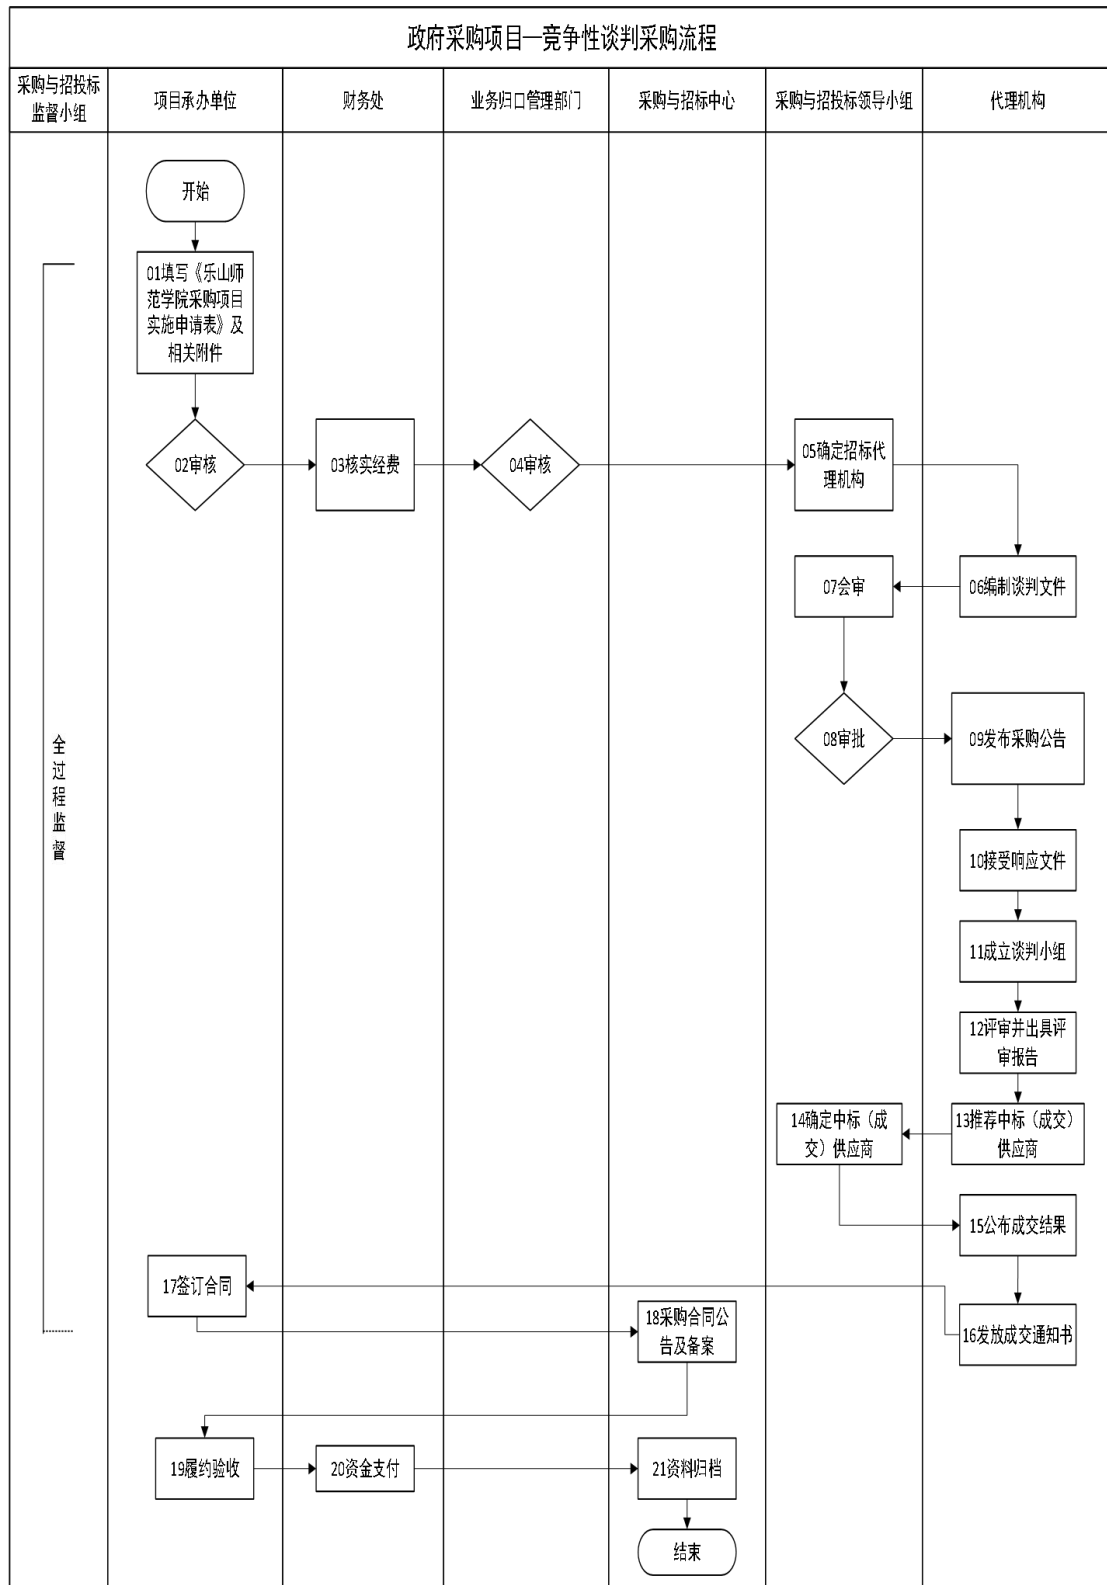 政府采购项目—竞争性谈判采购流程
采购与招投标
监督小组
项目承办单位
财务处
业务归口管理部门
采购与招标中心
采购与招投标领导小组
代理机构
开始
01填写《乐山师
范学院采购项目
实施申请表》及
相关附件
02审核
03核实经费
04审核
05确定招标代
理机构
06编制谈判文件
07会审
08审批
09发布采购公告
全
过
程
监
督
10接受响应文件
11成立谈判小组
12评审并出具评
审报告
13推荐中标（成交）
供应商
14确定中标（成
交）供应商
15公布成交结果
16发放成交通知书
17签订合同
18采购合同公
告及备案
19履约验收
20资金支付
21资料归档
结束